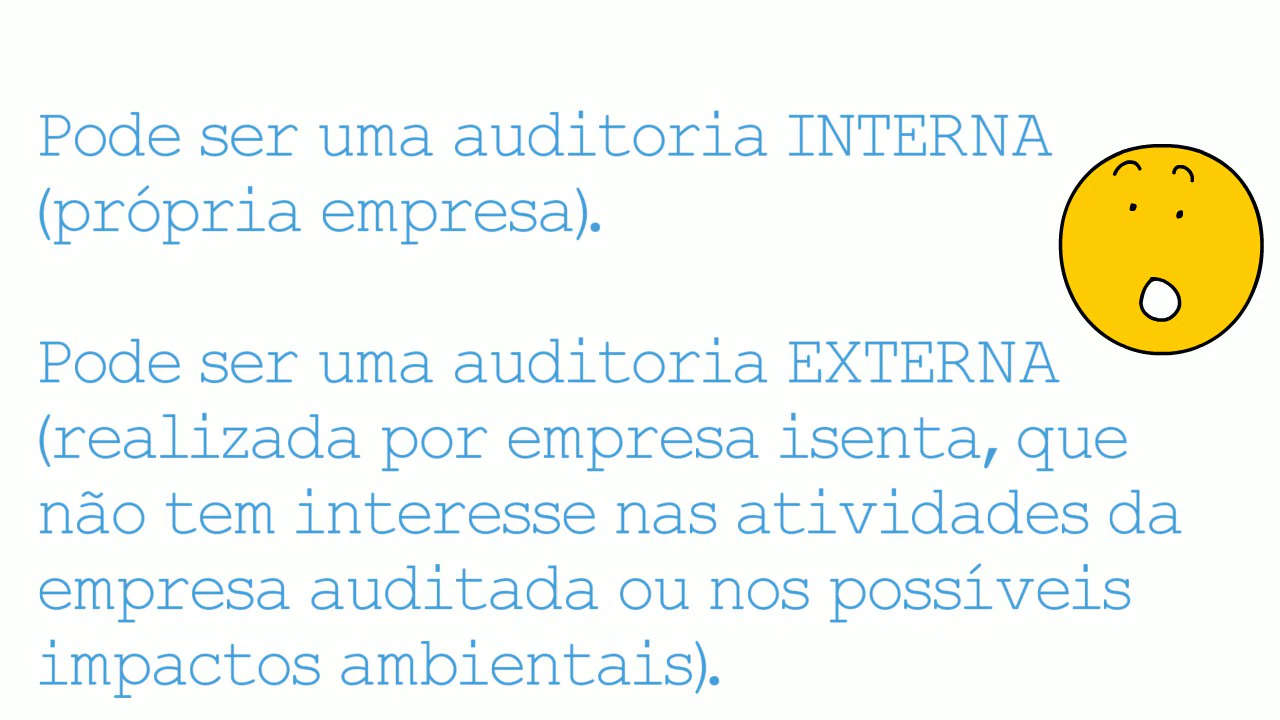 Pode ser uma auditoria INTERNA
(própria empresa).
Pode ser uma auditoria EXTERNA
(realizada por empresa isenta, que
não tem interesse nas atividades da
empresa auditada ou nos possíveis
impactos ambientais).